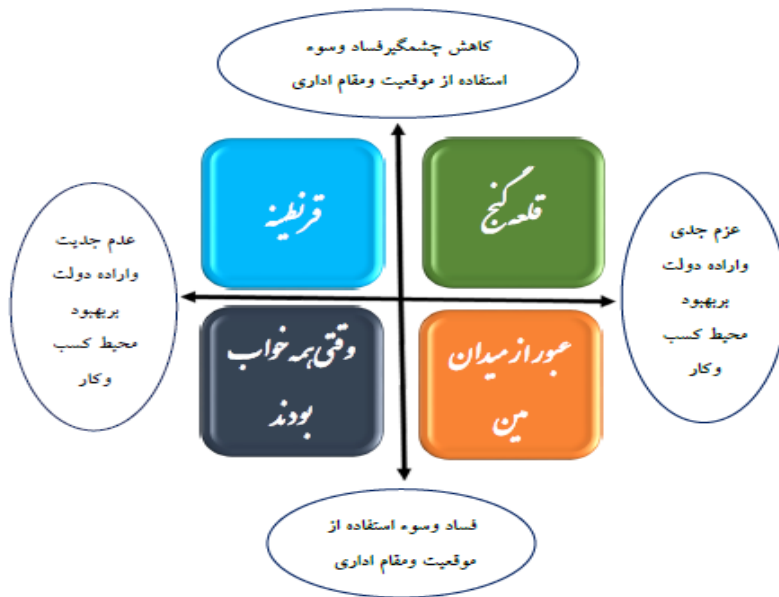 کاهش چشمگیرفساد وسوء
استفاده از موقعیت ومقام اداری
قلعه گنج
قرنطینه
عزم جدی
واراده دولت
بربهبود
محیط کسب
وکار
عدم جدیت
واراده دولت
بربهبود
محیط کسب
وکار
عبور از میدان
مین
وقتی همه خواب
بودند
فساد وسوء استفاده از
موقعیت ومقام اداری